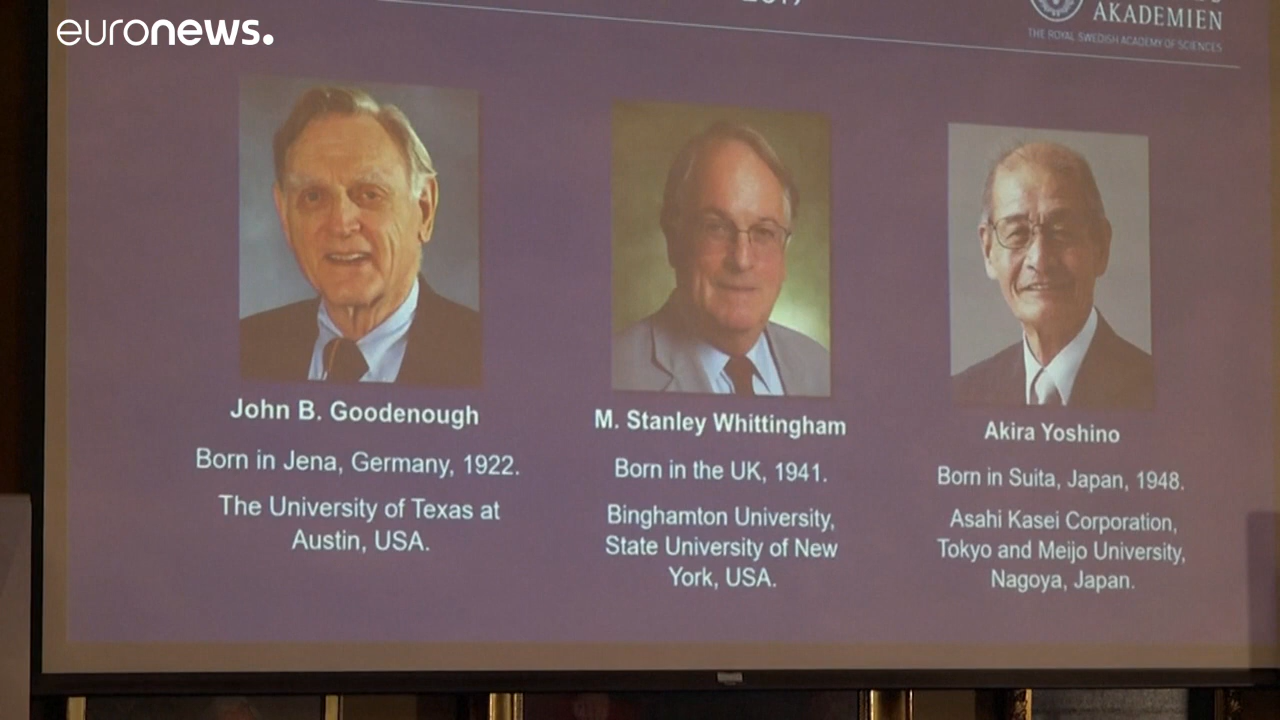 euronews.
AKADEMIEN
THE ROYAL SWEDISH ACADEMY OF SCIENCES
John B. Goodenough
Born in Jena, Germany, 1922.
The University of Texas at
Austin, USA.
M. Stanley Whittingham
Born in the UK, 1941.
Binghamton University,
State University of New
York, USA.
Akira Yoshino
Born in Suita, Japan, 1948.
Asahi Kasei Corporation,
Tokyo and Meijo University,
Nagoya, Japan.